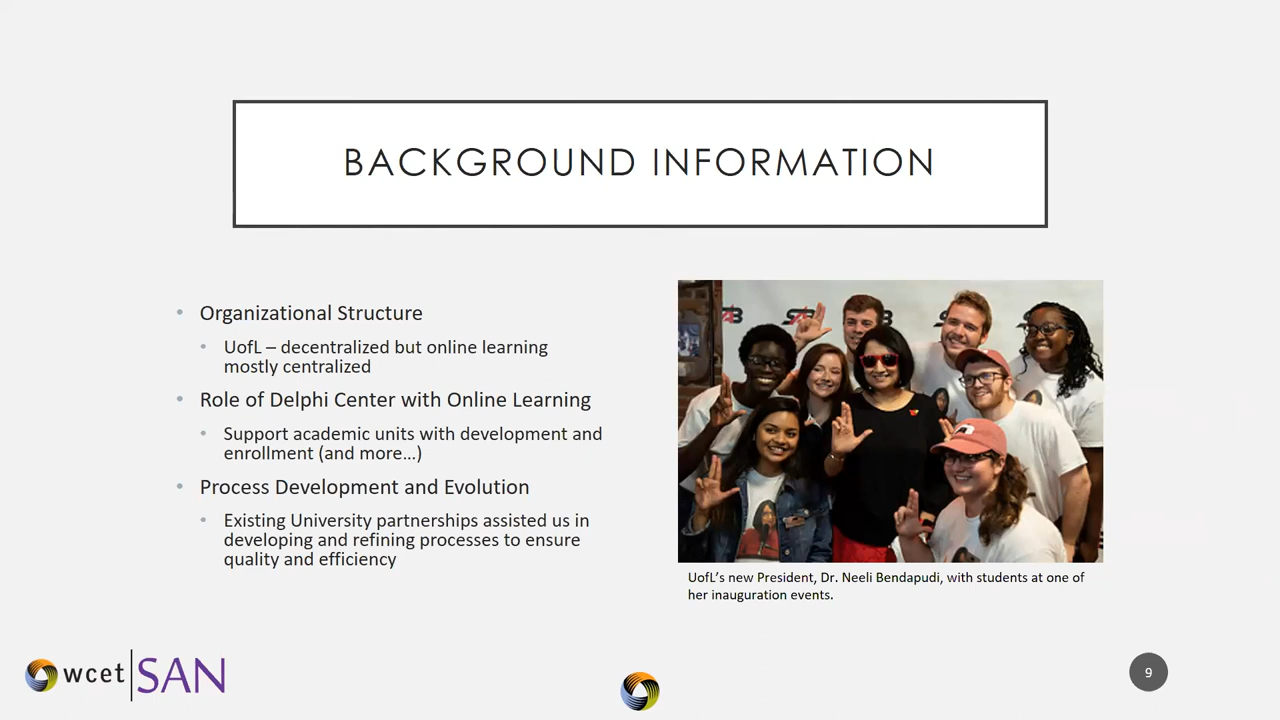 BACKGROUND INFORMATION
• Organizational Structure
• UofL – decentralized but online learning
mostly centralized
• Role of Delphi Center with Online Learning
• Support academic units with development and
enrollment (and more…)
• Process Development and Evolution
• Existing University partnerships assisted us in
developing and refining processes to ensure
quality and efficiency
UofL's new President, Dr. Neeli Bendapudi, with students at one of
her inauguration events.
wcet SAN
9